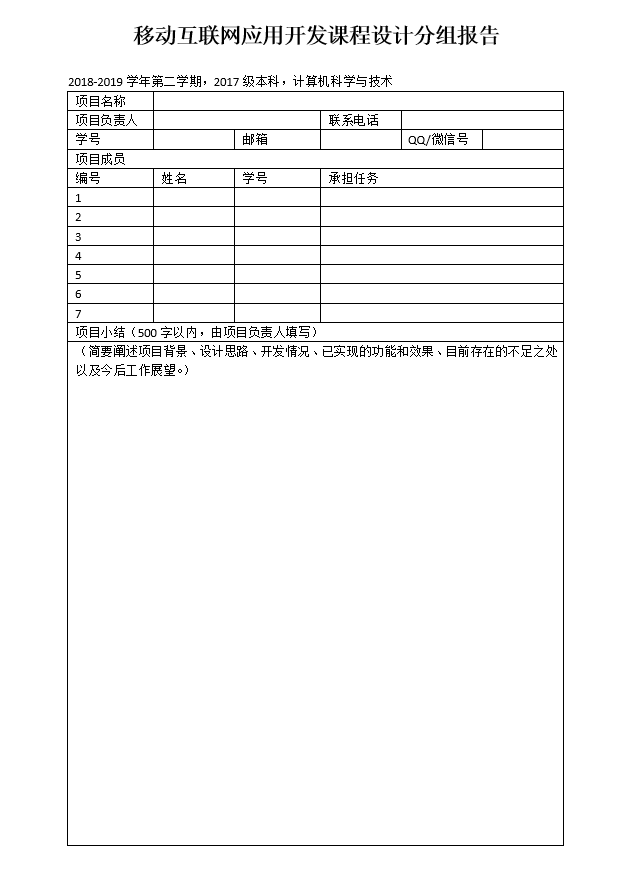 移动互联网应用开发课程设计分组报告
2018-2019 学年第二学期，2017 级本科，计算机科学与技术
项目名称
项目负责人 联系电话
学号 邮箱 QQ/微信号
项目成员
编号 姓名 学号 承担任务
1
2
3
4
5
6
7
项目小结（500 字以内，由项目负责人填写）
（简要阐述项目背景、设计思路、开发情况、已实现的功能和效果、目前存在的不足之处
以及今后工作展望。）